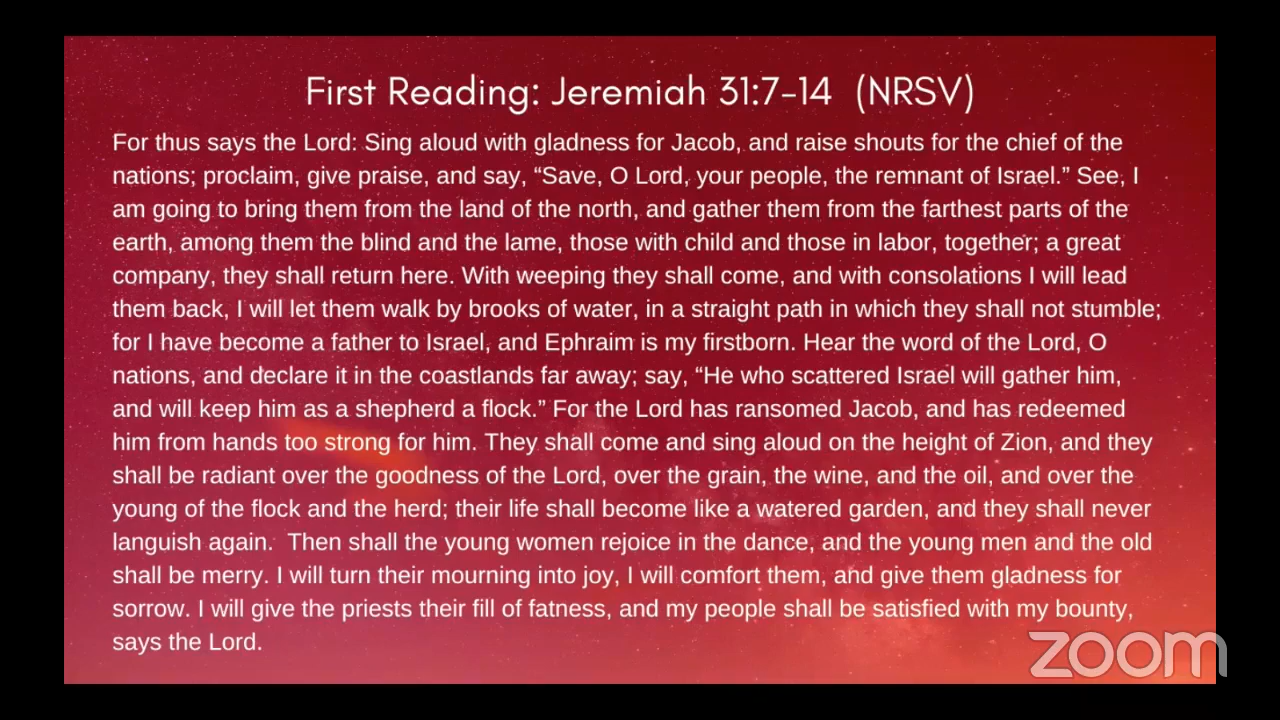 First Reading: Jeremiah 31:7-14  (NRSV)
For thus says the Lord: Sing aloud with gladness for Jacob, and raise shouts for the chief of the
nations; proclaim, give praise, and say, “Save, O Lord, your people, the remnant of Israel.” See, I
am going to bring them from the land of the north, and gather them from the farthest parts of the
earth, among them the blind and the lame, those with child and those in labor, together; a great
company, they shall return here. With weeping they shall come, and with consolations I will lead
them back, I will let them walk by brooks of water, in a straight path in which they shall not stumble;
for I have become a father to Israel, and Ephraim is my firstborn. Hear the word of the Lord, O
nations, and declare it in the coastlands far away; say, “He who scattered Israel will gather him,
and will keep him as a shepherd a flock.” For the Lord has ransomed Jacob, and has redeemed
him from hands too strong for him. They shall come and sing aloud on the height of Zion, and they
shall be radiant over the goodness of the Lord, over the grain, the wine, and the oil, and over the
young of the flock and the herd; their life shall become like a watered garden, and they shall never
languish again.  Then shall the young women rejoice in the dance, and the young men and the old
shall be merry. I will turn their mourning into joy, I will comfort them, and give them gladness for
sorrow. I will give the priests their fill of fatness, and my people shall be satisfied with my bounty,
says the Lord.
zoom